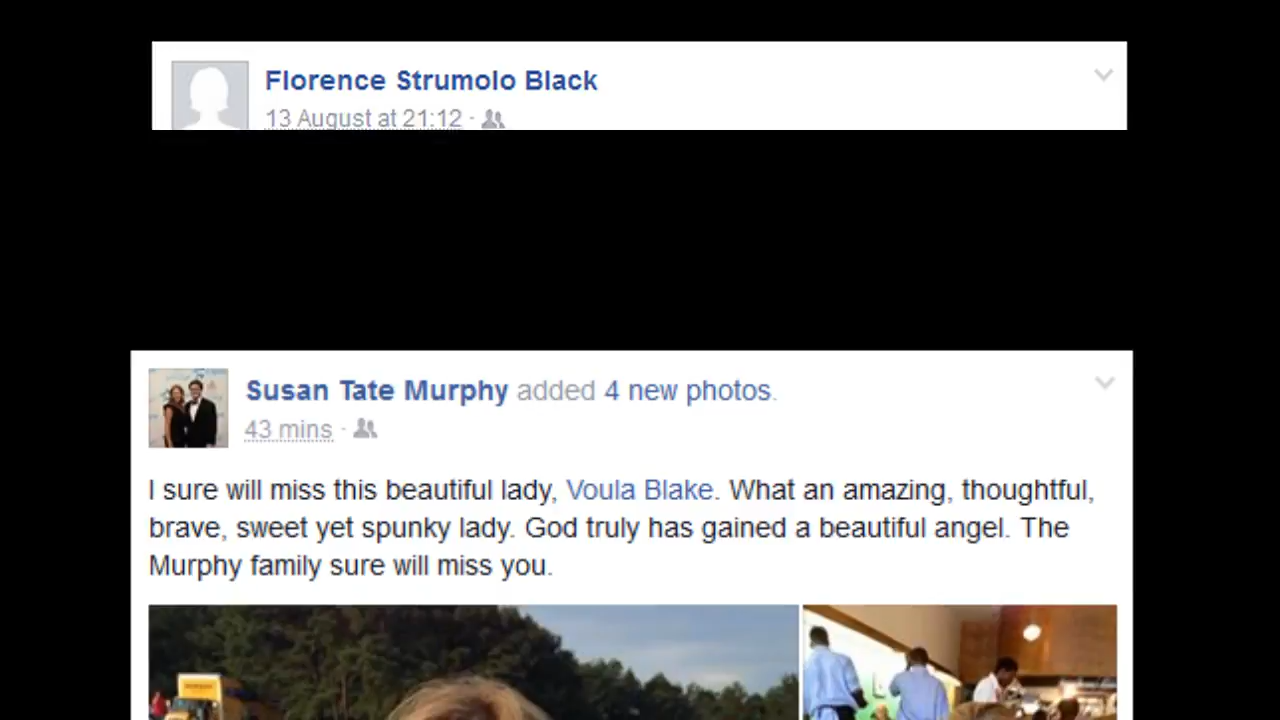 Florence Strumolo Black
13 August at 21:12 ·
Susan Tate Murphy added 4 new photos.
43 mins ·
I sure will miss this beautiful lady, Voula Blake. What an amazing, thoughtful,
brave, sweet yet spunky lady. God truly has gained a beautiful angel. The
Murphy family sure will miss you.